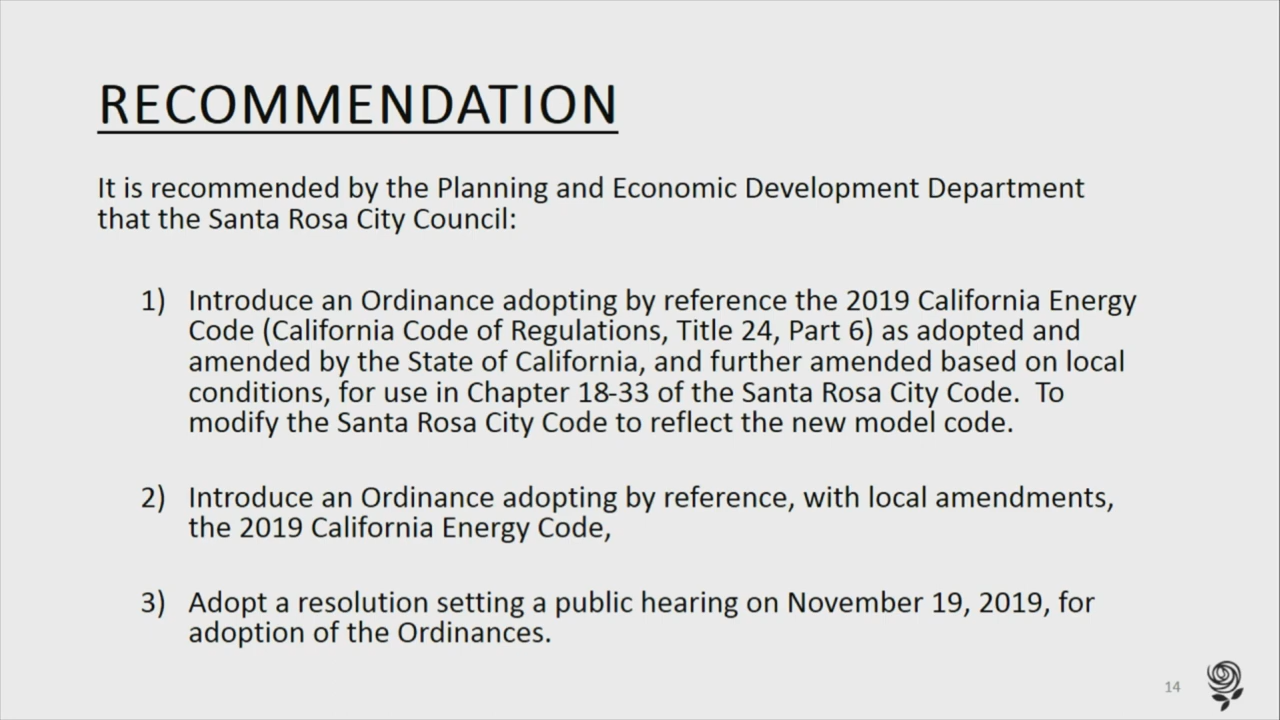 RECOMMENDATION
It is recommended by the Planning and Economic Development Department
that the Santa Rosa City Council:
1) Introduce an Ordinance adopting by reference the 2019 California Energy
Code (California Code of Regulations, Title 24, Part 6) as adopted and
amended by the State of California, and further amended based on local
conditions, for use in Chapter 18-33 of the Santa Rosa City Code.  To
modify the Santa Rosa City Code to reflect the new model code.
2) Introduce an Ordinance adopting by reference, with local amendments,
the 2019 California Energy Code,
3) Adopt a resolution setting a public hearing on November 19, 2019, for
adoption of the Ordinances.
14